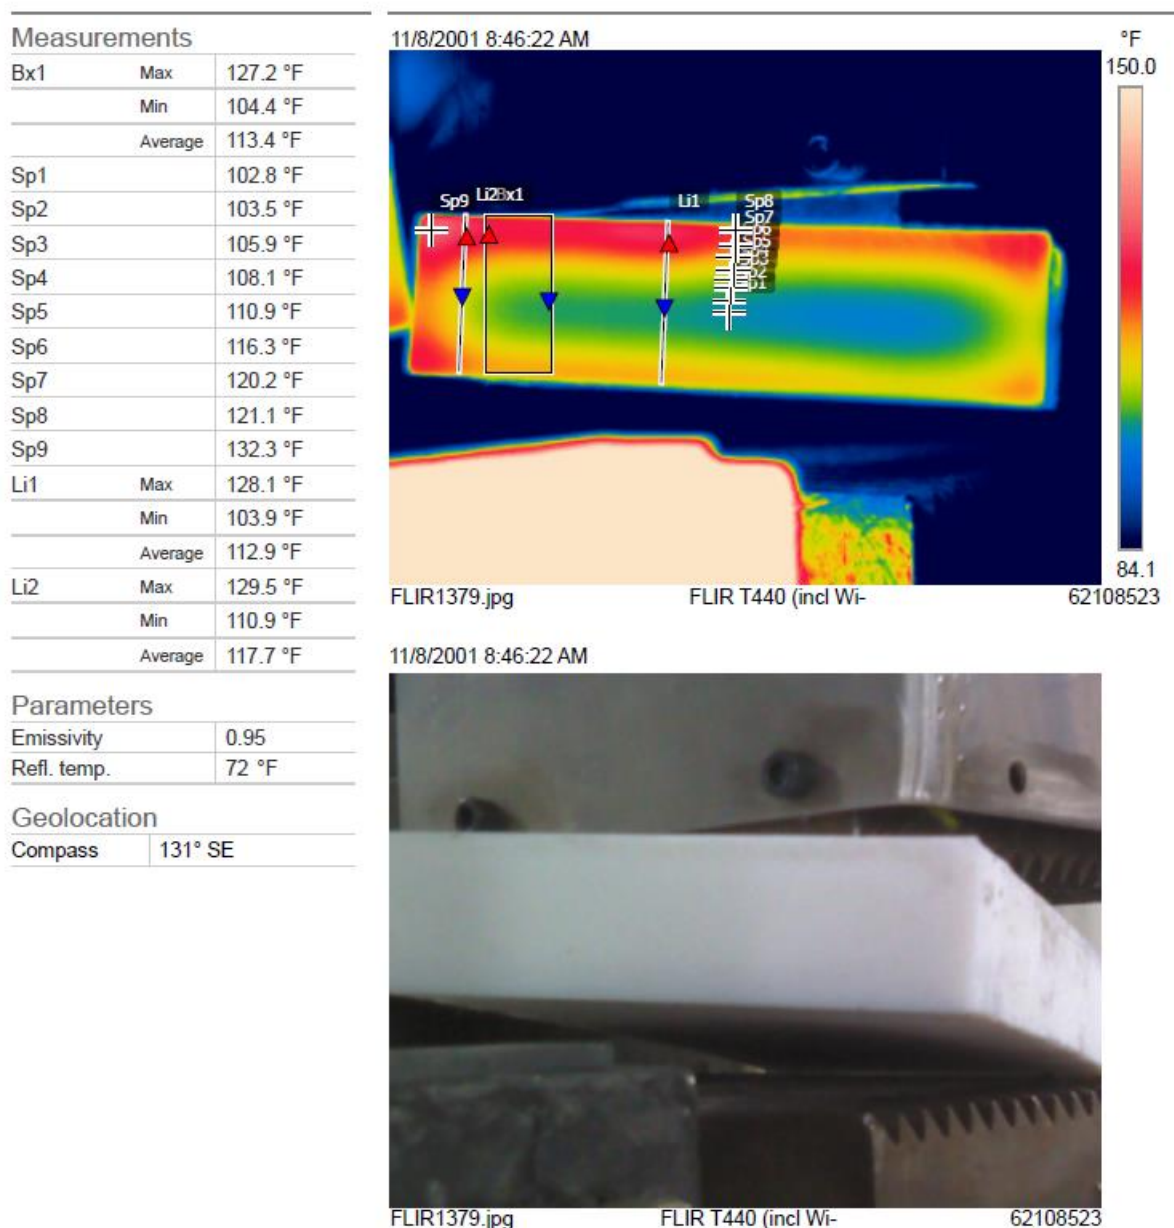 Measurements
Bx1 Max 127.2 °F
Min 104.4 °F
Average 113.4 °F
Sp1 102.8 °F
Sp2 103.5 °F
Sp3 105.9 °F
Sp4 108.1 °F
Sp5 110.9 °F
Sp6 116.3 °F
Sp7 120.2 °F
Sp8 121.1 °F
Sp9 132.3 °F
Li1 Max 128.1 °F
Min 103.9 °F
Average 112.9 °F
Li2 Max 129.5 °F
Min 110.9 °F
Average 117.7 °F
Parameters
Emissivity 0.95
Refl. temp. 72 °F
Geolocation
Compass 131° SE
11/8/2001 8:46:22 AM
°F
150.0
Sp9 Li2 Bx1 Li1 Sp8
Sp7
84.1
FLIR1379.jpg FLIR T440 (incl Wi- 62108523
11/8/2001 8:46:22 AM
FLIR1379.jpg FLIR T440 (incl Wi- 62108523